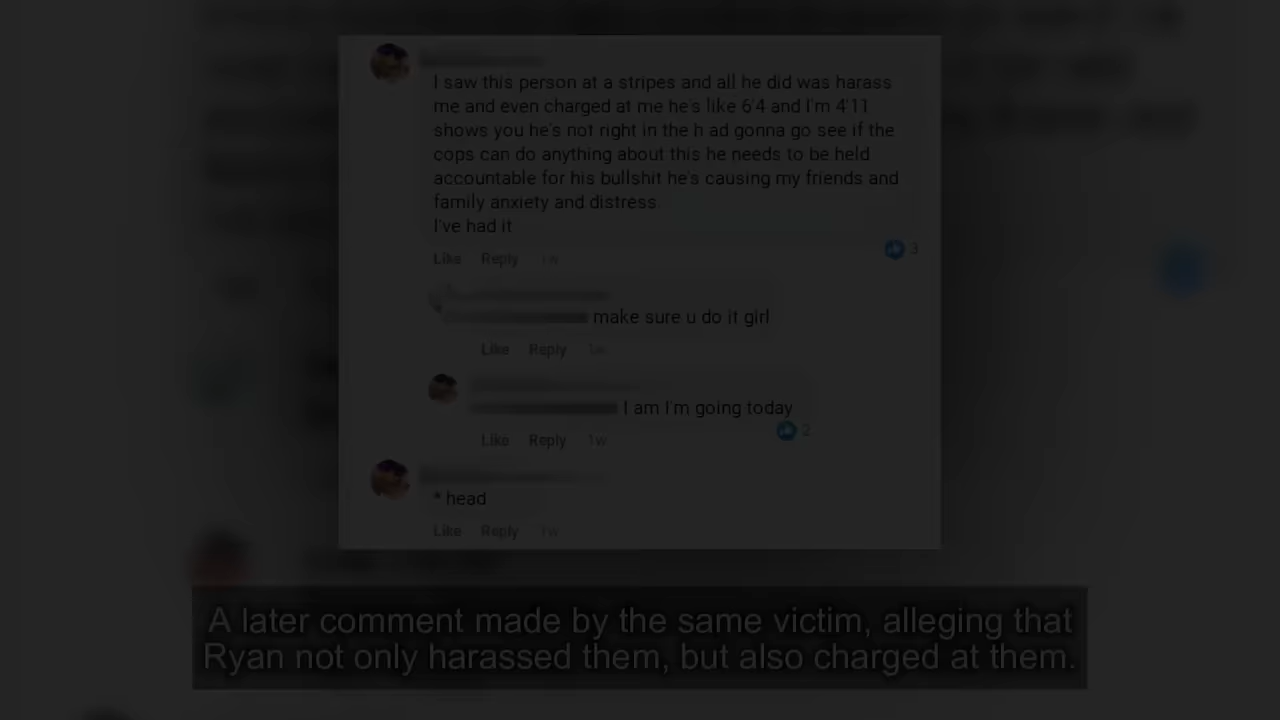 I saw this person at a stripes and all he did was harass
me and even charged at me he's like 6'4 and I'm 4'11
shows you he's not right in the h ad gonna go see if the
cops can do anything about this he needs to be held
accountable for his bullshit he's causing my friends and
family anxiety and distress.
I've had it
3
Like Reply 1w
make sure u do it girl
Like Reply 1w
I am I'm going today
2
Like Reply 1w
* head
Like Reply 1w
A later comment made by the same victim, alleging that
Ryan not only harassed them, but also charged at them.